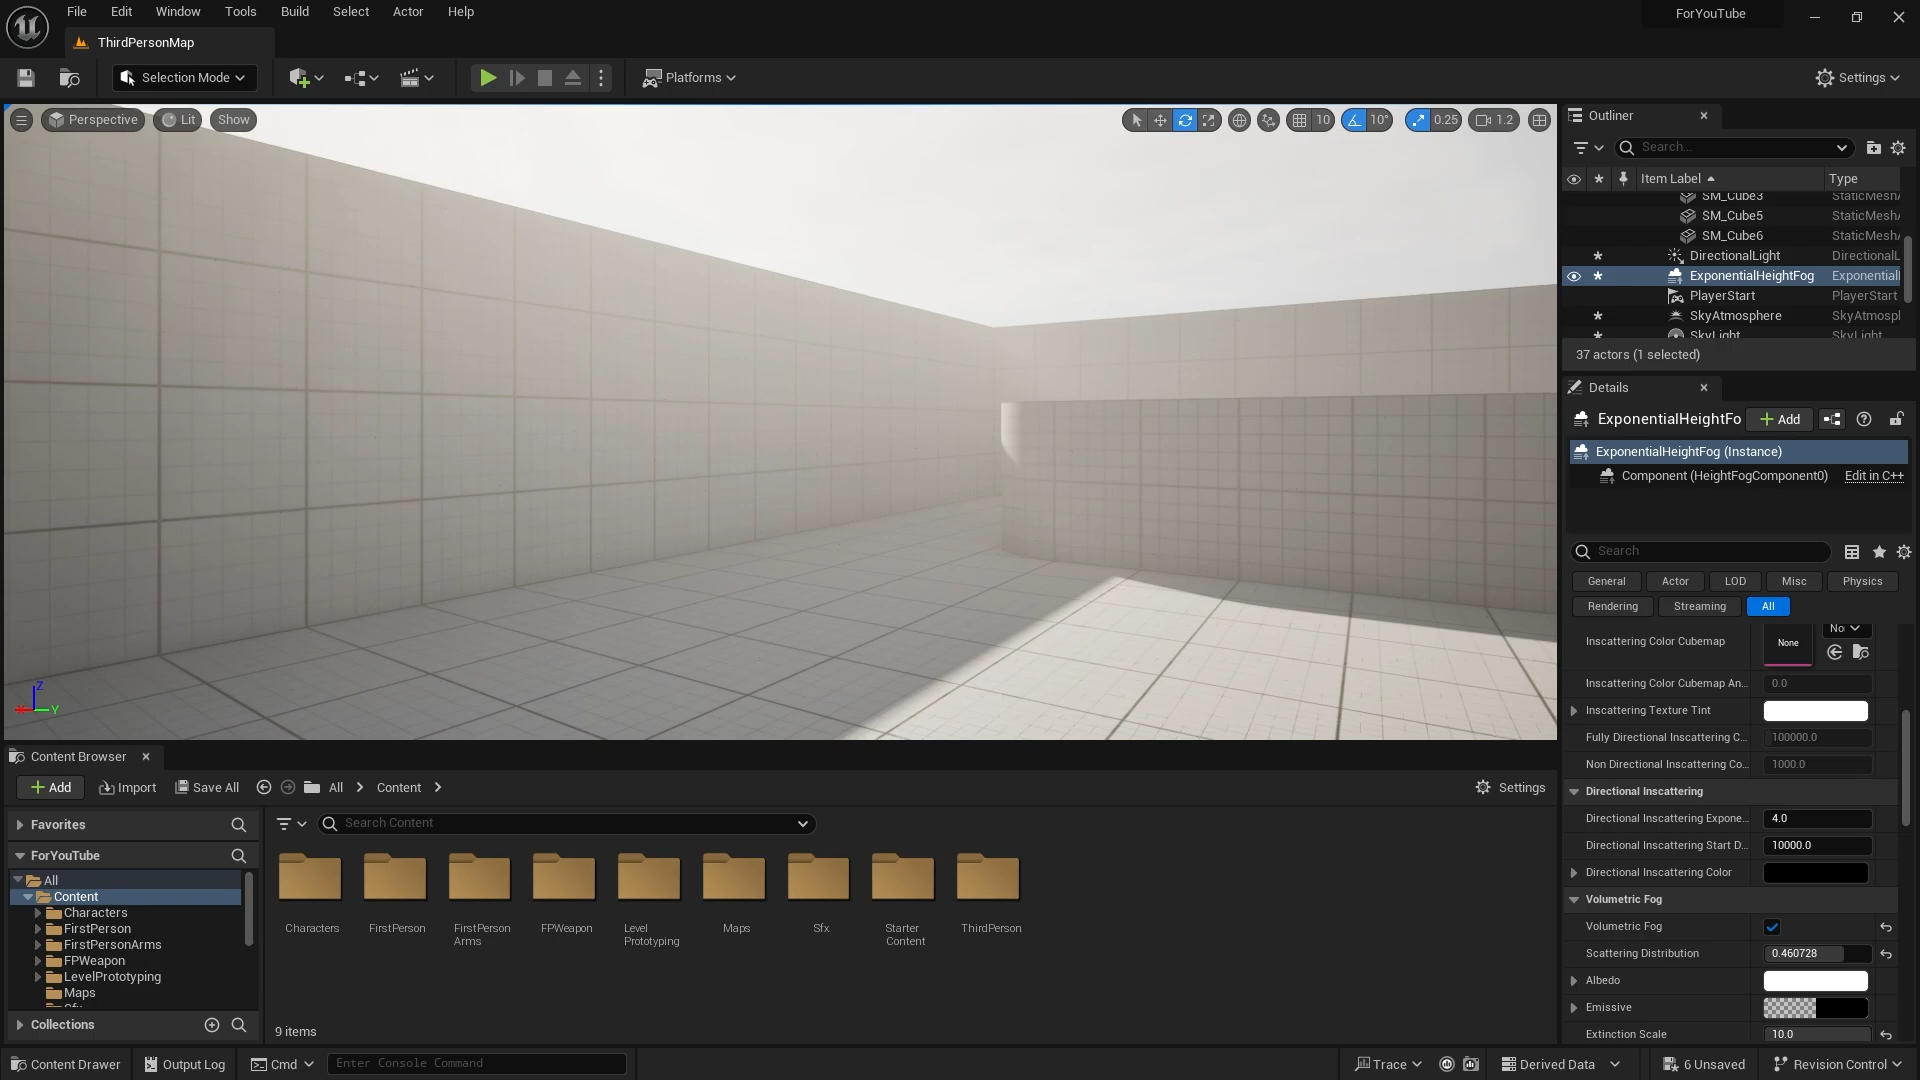 File Edit Window Tools Build Select Actor Help
ForYouTube
ThirdPersonMap
Selection Mode
Platforms
Settings
Perspective
Lit
Show
10
10°
0.25
1.2
Z
X
Y
Outliner
Search...
Item Label
Type
SM_Cube3 StaticMesh
SM_Cube5 StaticMesh
SM_Cube6 StaticMesh
DirectionalLight DirectionalL
ExponentialHeightFog Exponential
PlayerStart PlayerStart
SkyAtmosphere SkyAtmosp
SkyLight SkyLight
37 actors (1 selected)
Details
ExponentialHeightFo
Add
ExponentialHeightFog (Instance)
Component (HeightFogComponent0) Edit in C++
Search
General Actor LOD Misc Physics
Rendering Streaming All
Inscattering Color Cubemap None
Inscattering Color Cubemap An... 0.0
Inscattering Texture Tint
Fully Directional Inscattering C... 100000.0
Non Directional Inscattering Co... 1000.0
Directional Inscattering
Directional Inscattering Expone... 4.0
Directional Inscattering Start D... 10000.0
Directional Inscattering Color
Volumetric Fog
Volumetric Fog
Scattering Distribution 0.460728
Albedo
Emissive
Extinction Scale 10.0
Content Browser
Add Import Save All All Content
Settings
Favorites
ForYouTube
All
Content
Characters
FirstPerson
FirstPersonArms
FPWeapon
LevelPrototyping
Maps
Collections
Search Content
Characters
FirstPerson
FirstPerson
Arms
FPWeapon
Level
Prototyping
Maps
Sfx
Starter
Content
ThirdPerson
9 items
Content Drawer
Output Log
Cmd
Enter Console Command
Trace
Derived Data
6 Unsaved
Revision Control